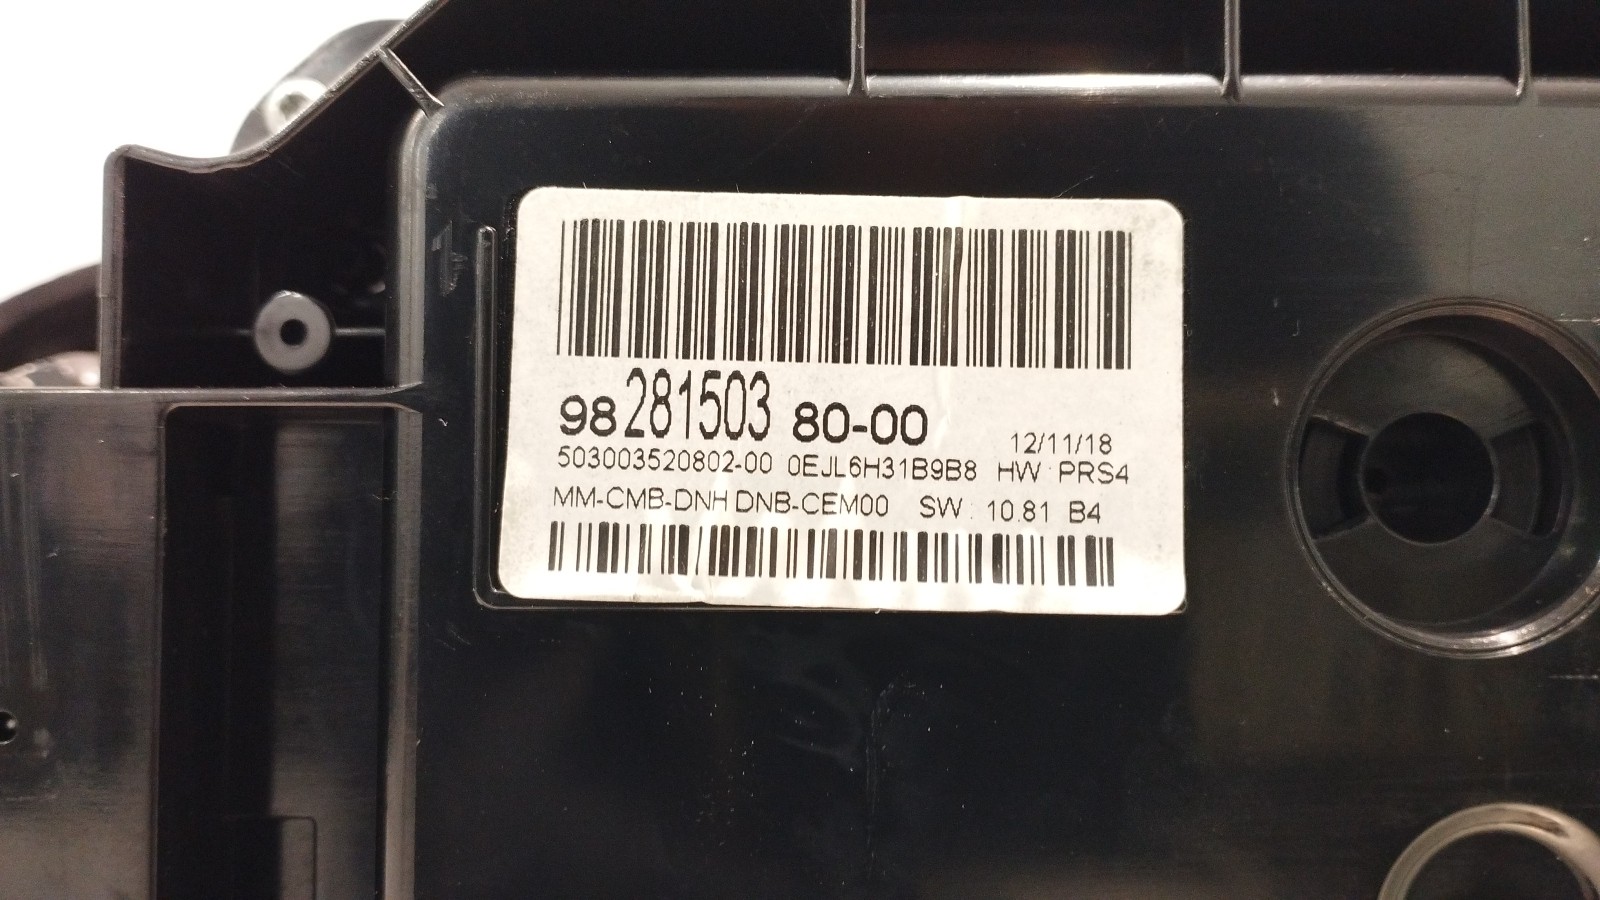 98 281503 80-00
12/11/18
503003520802-00 0EJL6H31B9B8 HW: PRS4
MM-CMB-DNH DNB-CEM00 SW: 10.81 B4